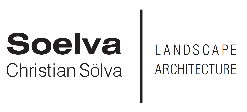 Soelva
Christian Sölva
LANDSCAPE
ARCHITECTURE